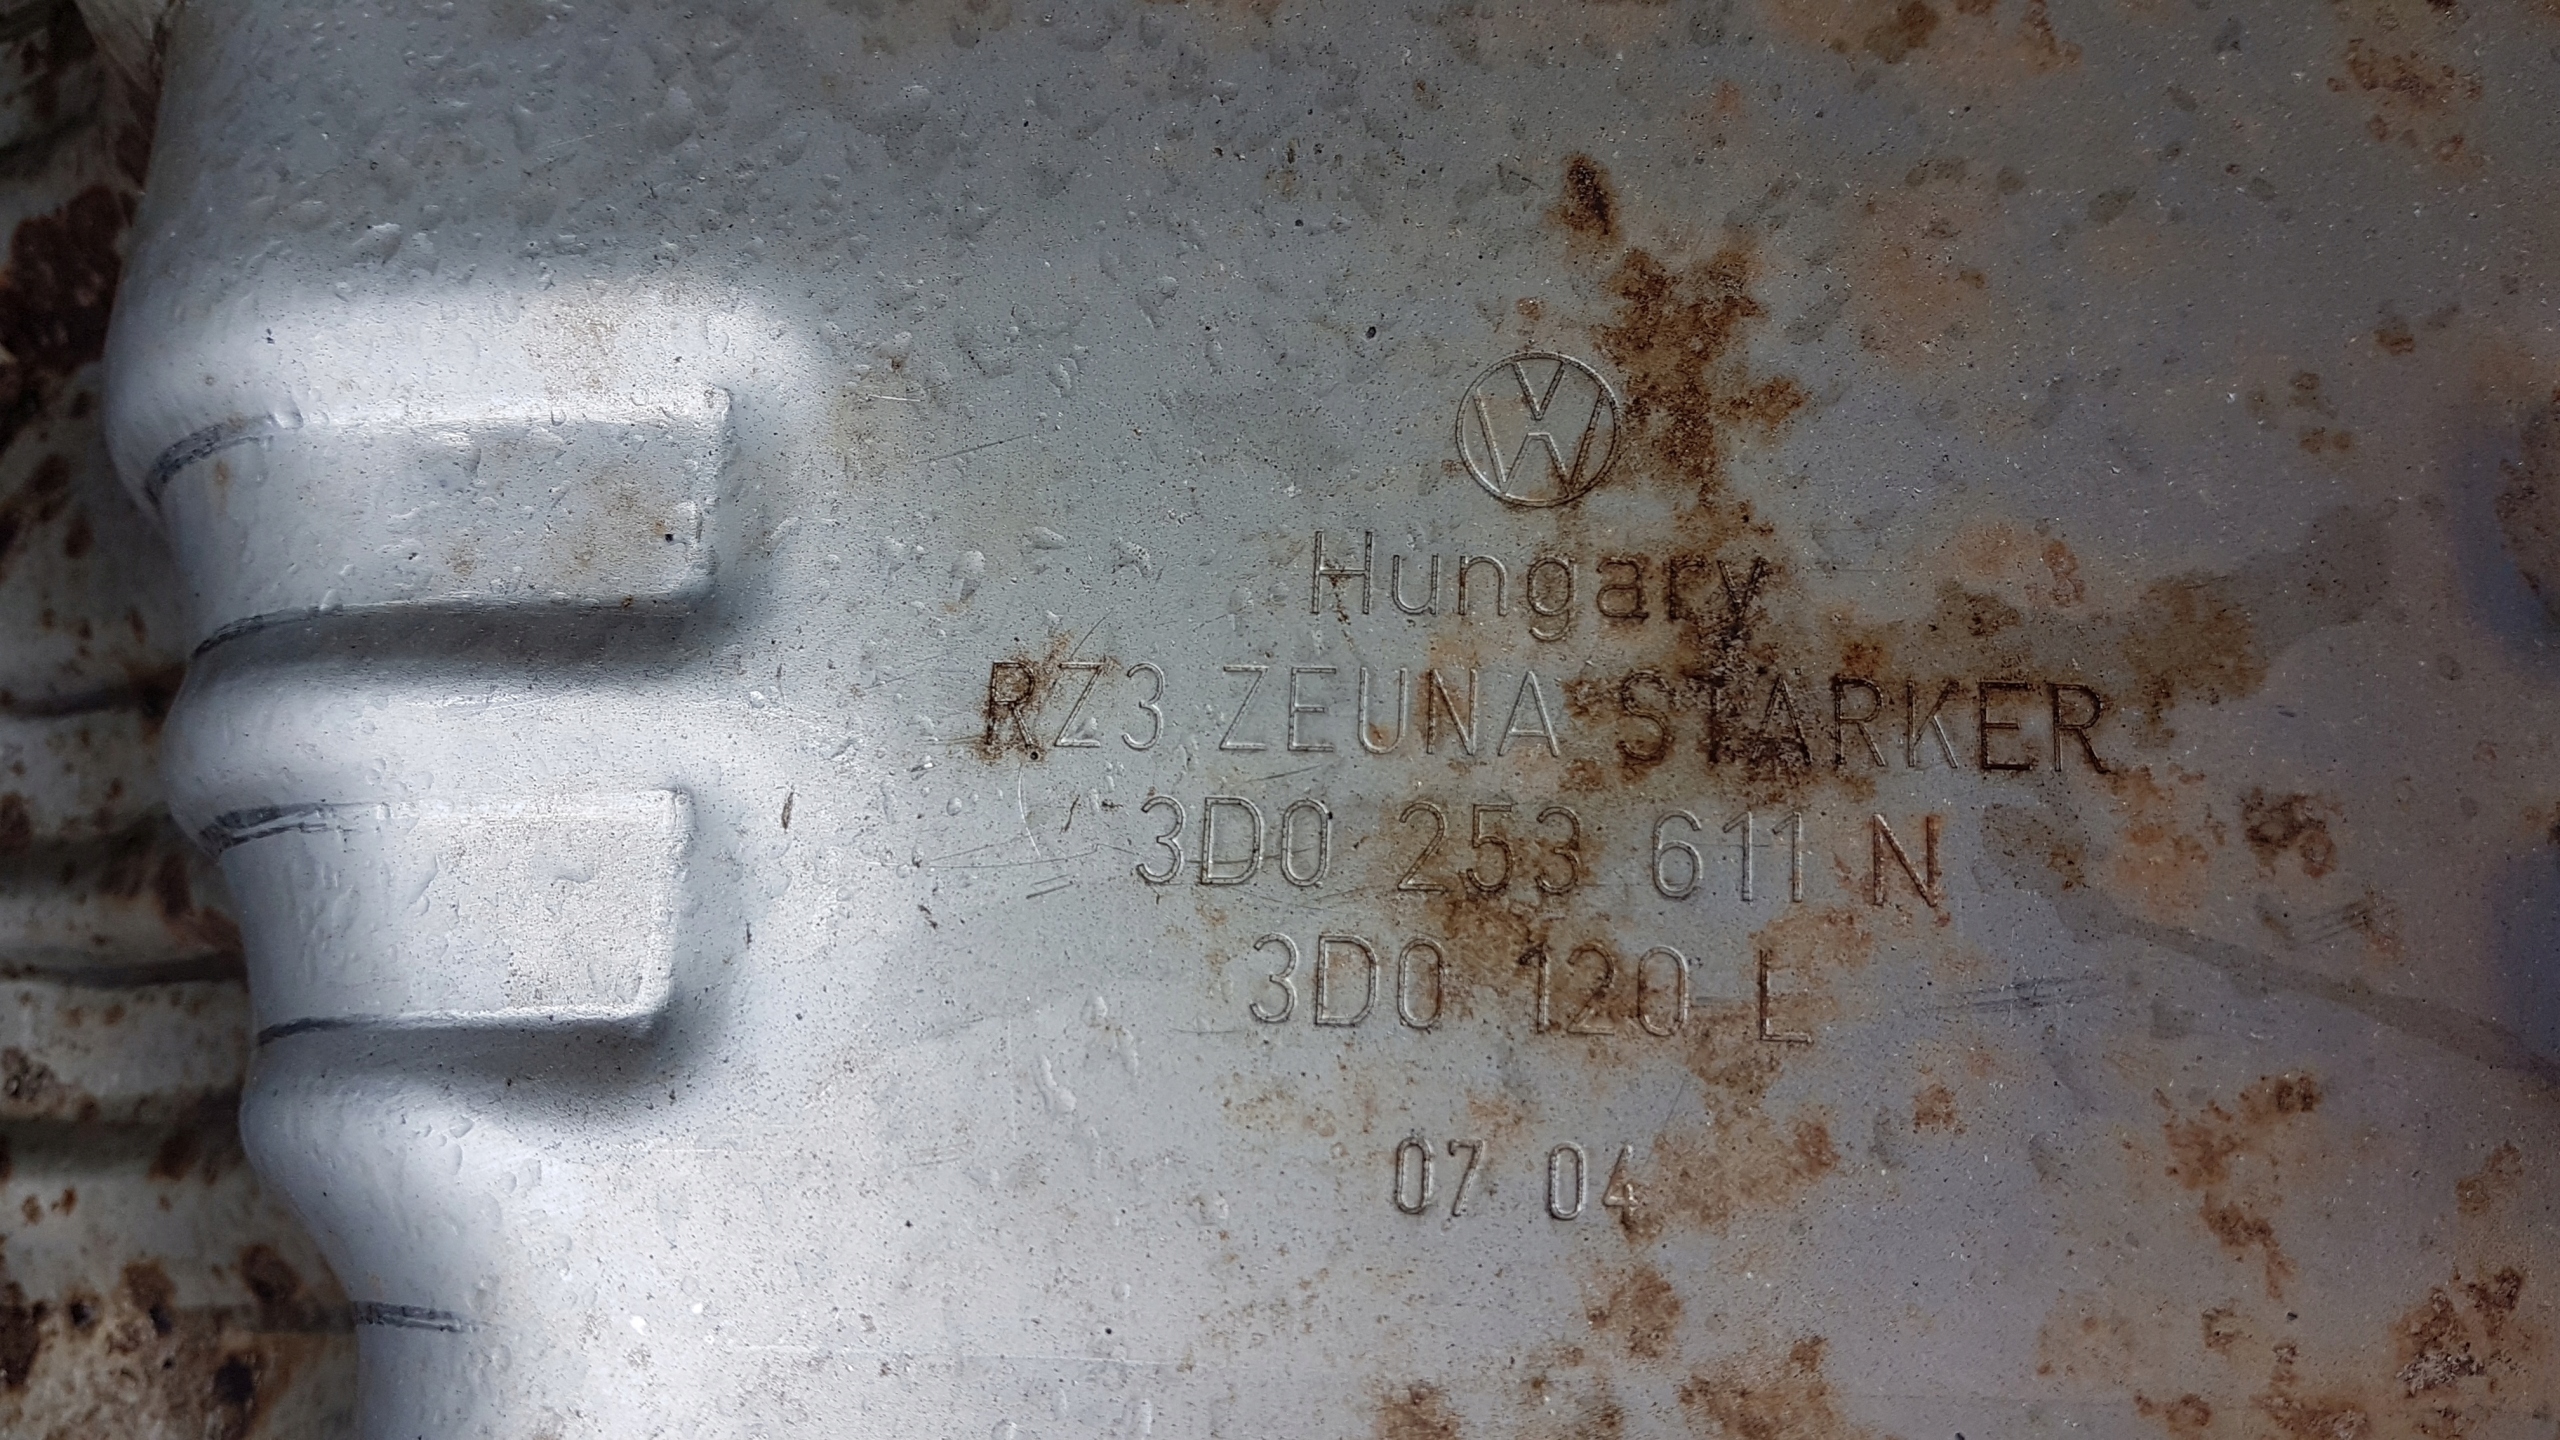 Hungary
RZ3 ZEUNA STARKER
3D0 253 611 N
3D0 120 L
07 04